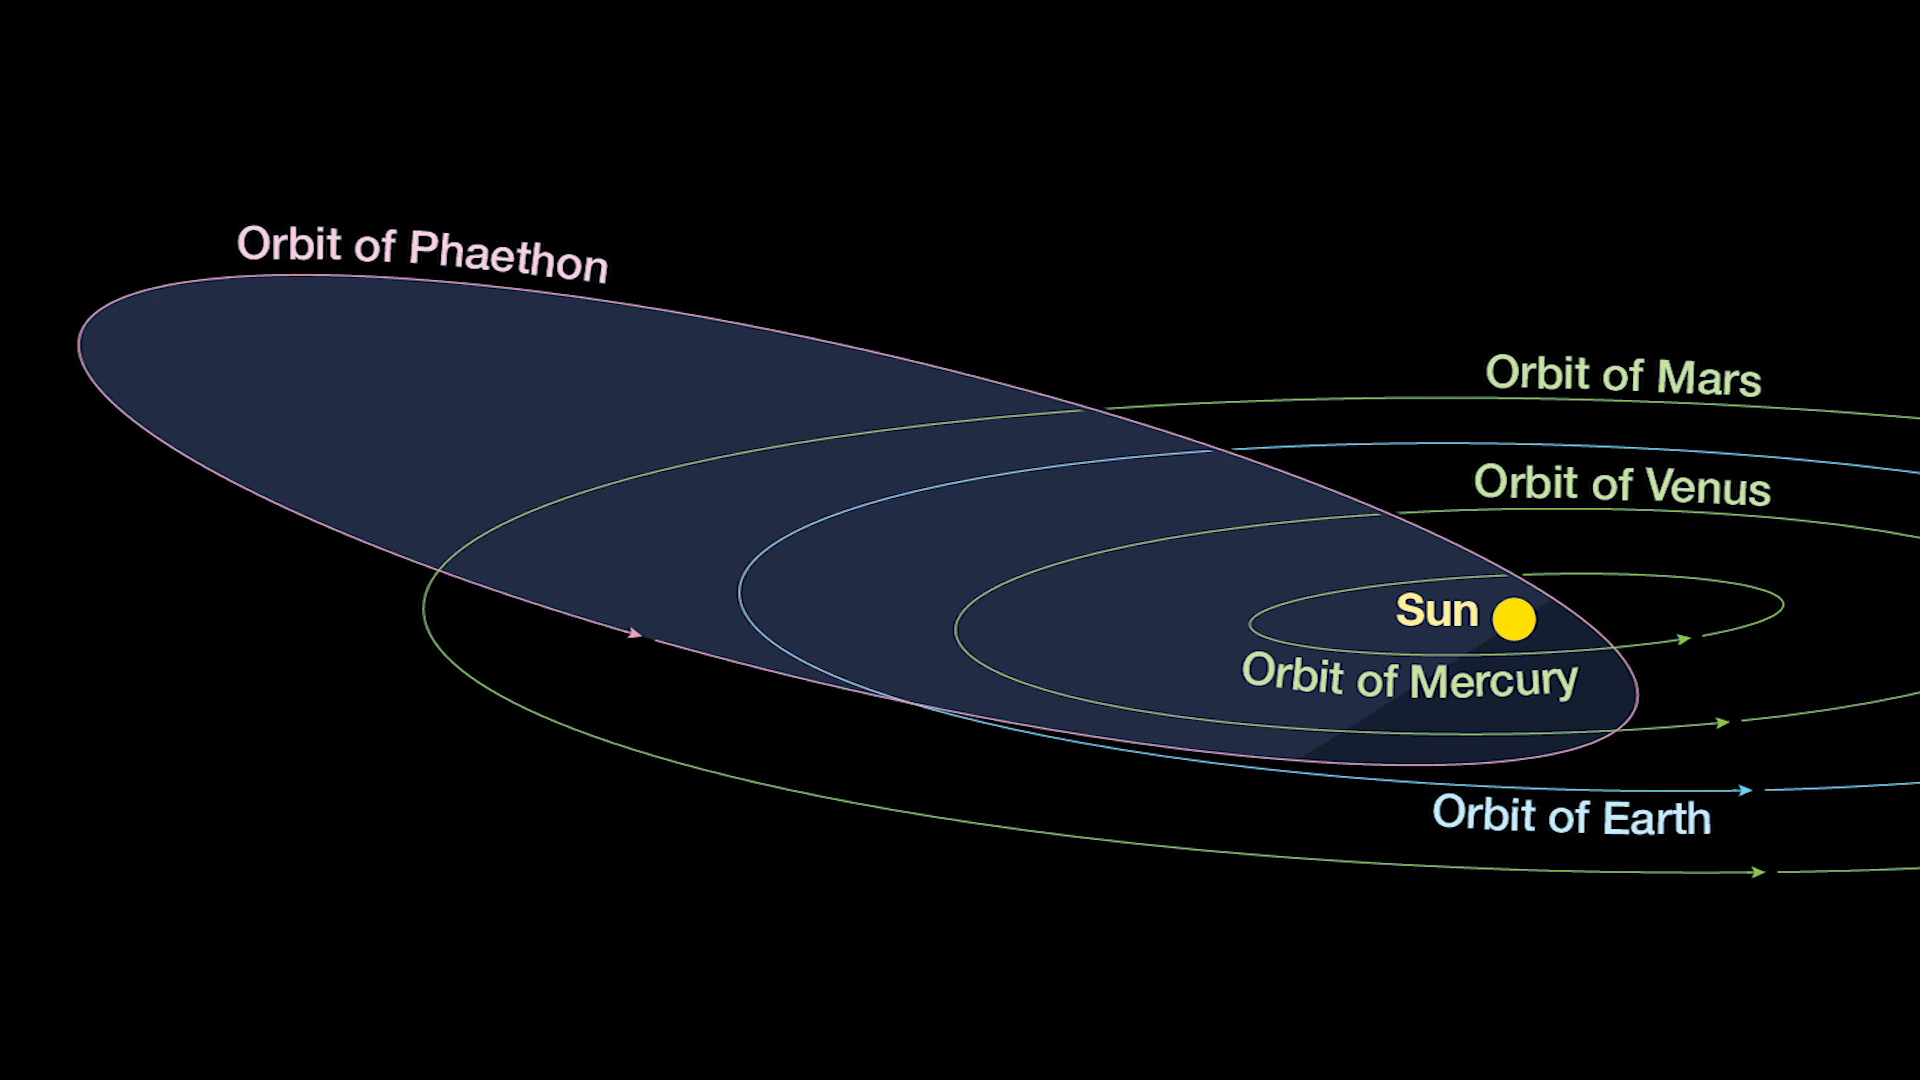 Orbit of Phaethon
Orbit of Mars
Orbit of Venus
Sun
Orbit of Mercury
Orbit of Earth